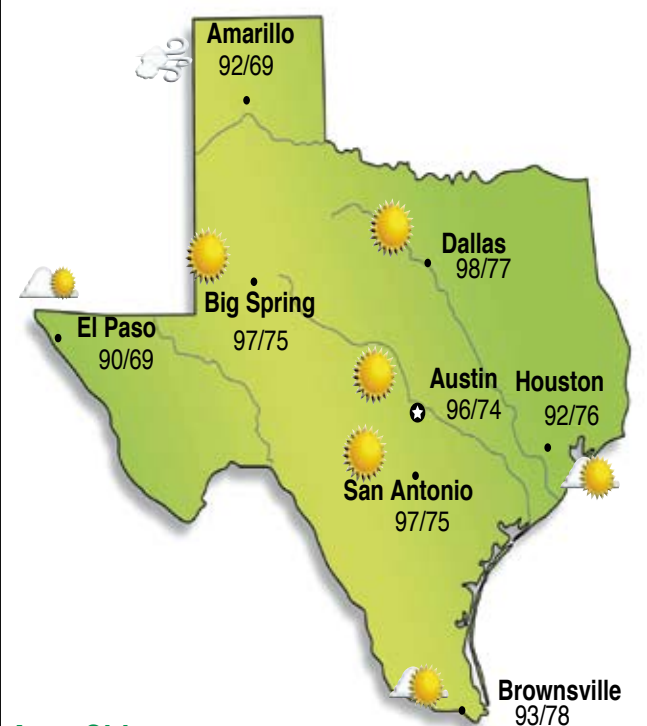 Amarillo
92/69
Dallas
98/77
Big Spring
97/75
El Paso
90/69
Austin
96/74
Houston
92/76
San Antonio
97/75
Brownsville
93/78